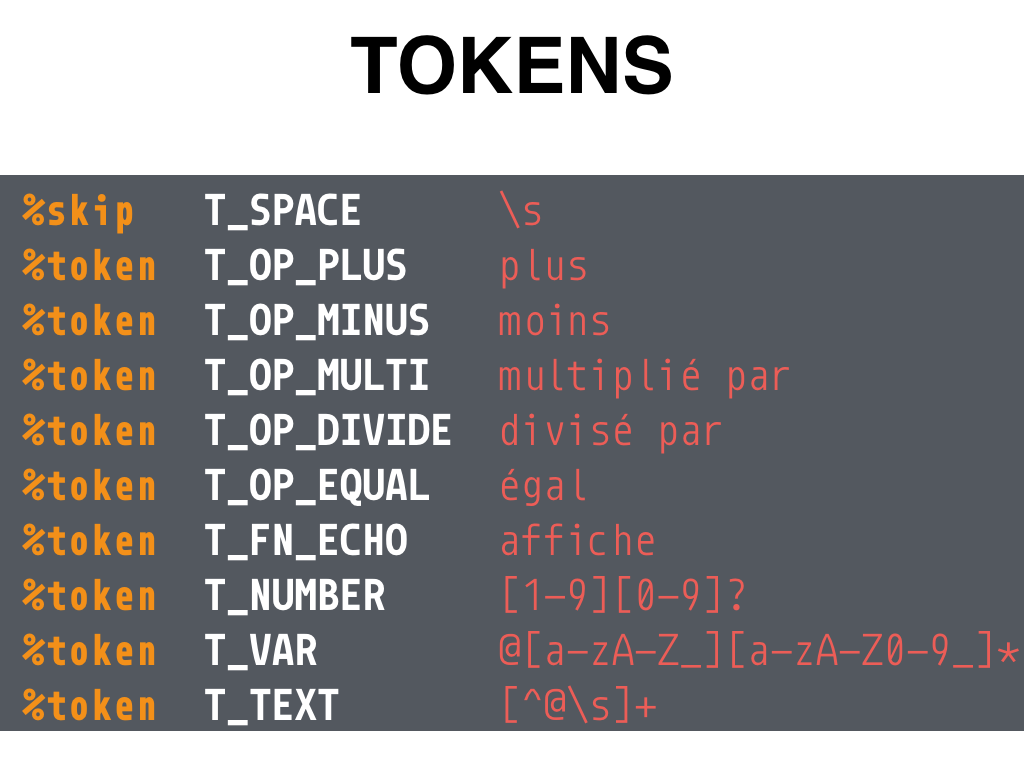 TOKENS
%skip T_SPACE \s
%token T_OP_PLUS plus
%token T_OP_MINUS moins
%token T_OP_MULTI multiplié par
%token T_OP_DIVIDE divisé par
%token T_OP_EQUAL égal
%token T_FN_ECHO affiche
%token T_NUMBER [1-9][0-9]?
%token T_VAR @[a-zA-Z_][a-zA-Z0-9_]*
%token T_TEXT [^@\s]+